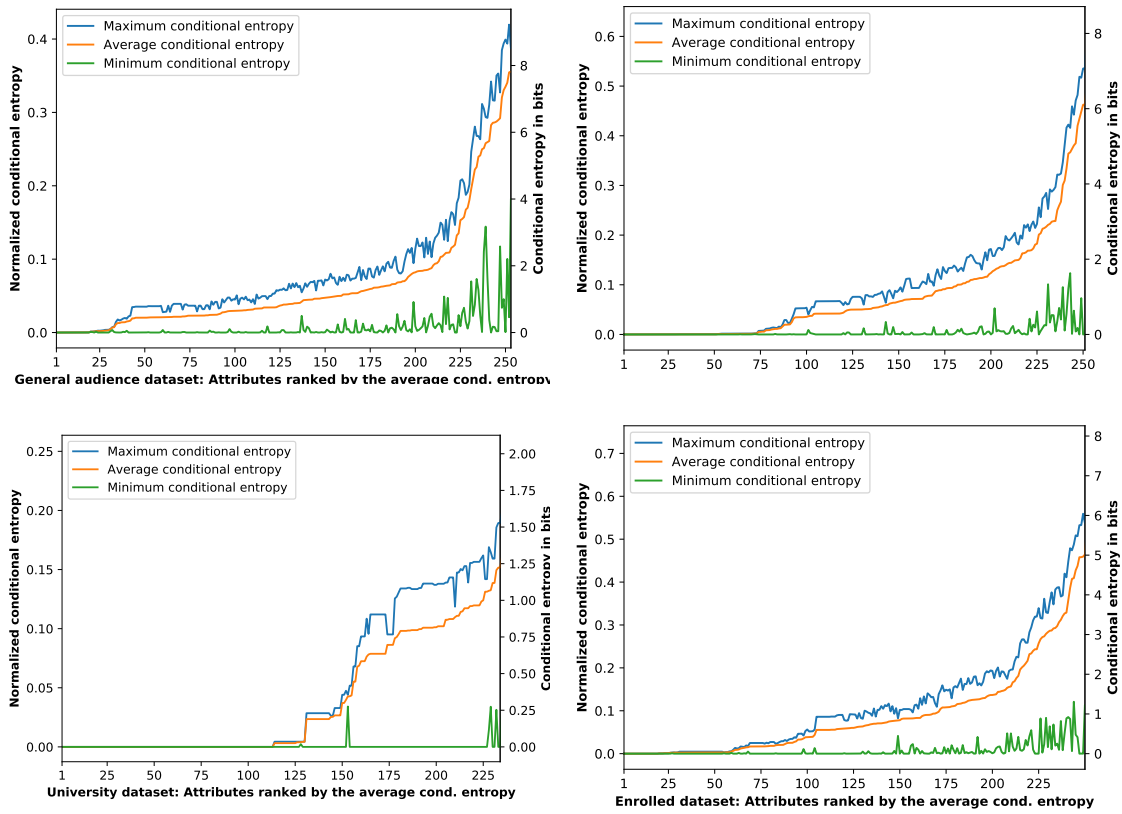 Maximum conditional entropy
Average conditional entropy
Minimum conditional entropy
Normalized conditional entropy
0.4
0.3
0.2
0.1
0.0
8
6
4
2
0
Conditional entropy in bits
1 25 50 75 100 125 150 175 200 225 250
General audience dataset: Attributes ranked by the average cond. entropy
Maximum conditional entropy
Average conditional entropy
Minimum conditional entropy
Normalized conditional entropy
0.6
0.5
0.4
0.3
0.2
0.1
0.0
8
6
4
2
0
Conditional entropy in bits
1 25 50 75 100 125 150 175 200 225 250
Maximum conditional entropy
Average conditional entropy
Minimum conditional entropy
Normalized conditional entropy
0.25
0.20
0.15
0.10
0.05
0.00
2.00
1.75
1.50
1.25
1.00
0.75
0.50
0.25
0.00
Conditional entropy in bits
1 25 50 75 100 125 150 175 200 225
University dataset: Attributes ranked by the average cond. entropy
Maximum conditional entropy
Average conditional entropy
Minimum conditional entropy
Normalized conditional entropy
0.7
0.6
0.5
0.4
0.3
0.2
0.1
0.0
8
7
6
5
4
3
2
1
0
Conditional entropy in bits
1 25 50 75 100 125 150 175 200 225
Enrolled dataset: Attributes ranked by the average cond. entropy